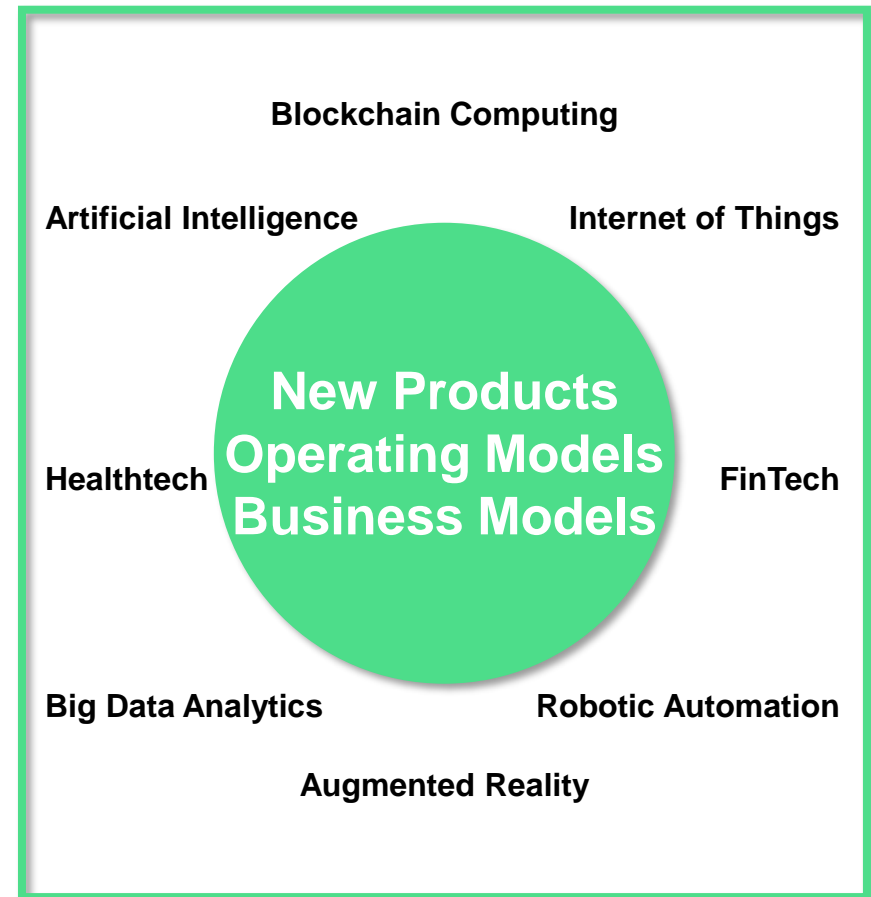 Blockchain Computing
Artificial Intelligence
Internet of Things
New Products
Operating Models
Business Models
Healthtech
FinTech
Big Data Analytics
Robotic Automation
Augmented Reality